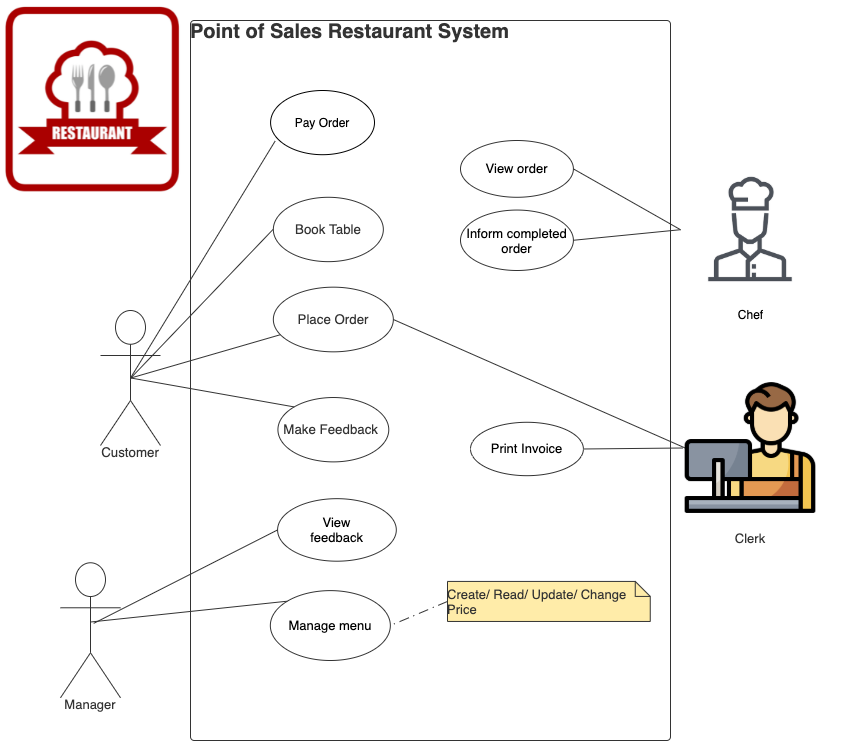 Point of Sales Restaurant System
RESTAURANT
Pay Order
View order
Book Table
Inform completed
order
Chef
Place Order
Customer
Make Feedback
Print Invoice
Clerk
View
feedback
Create/ Read/ Update/ Change
Price
Manage menu
Manager